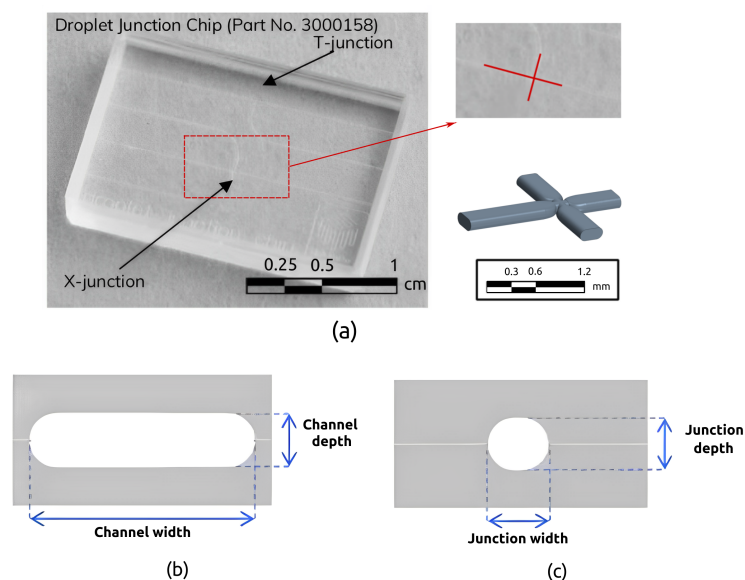 Droplet Junction Chip (Part No. 3000158)
T-junction
X-junction
0.25 0.5 1
cm
0.3 0.6 1.2
mm
(a)
Channel
depth
Channel width
(b)
Junction
depth
Junction width
(c)